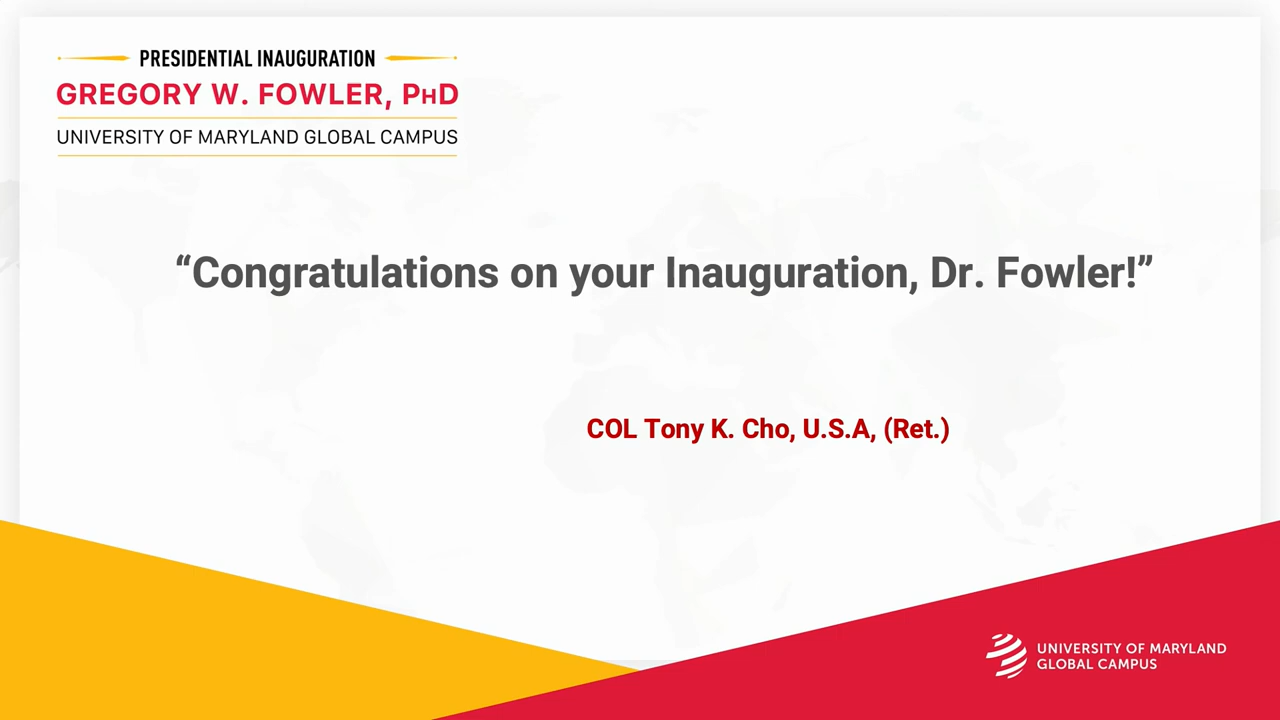 PRESIDENTIAL INAUGURATION
GREGORY W. FOWLER, PHD
UNIVERSITY OF MARYLAND GLOBAL CAMPUS
“Congratulations on your Inauguration, Dr. Fowler!”
COL Tony K. Cho, U.S.A, (Ret.)
UNIVERSITY OF MARYLAND
GLOBAL CAMPUS